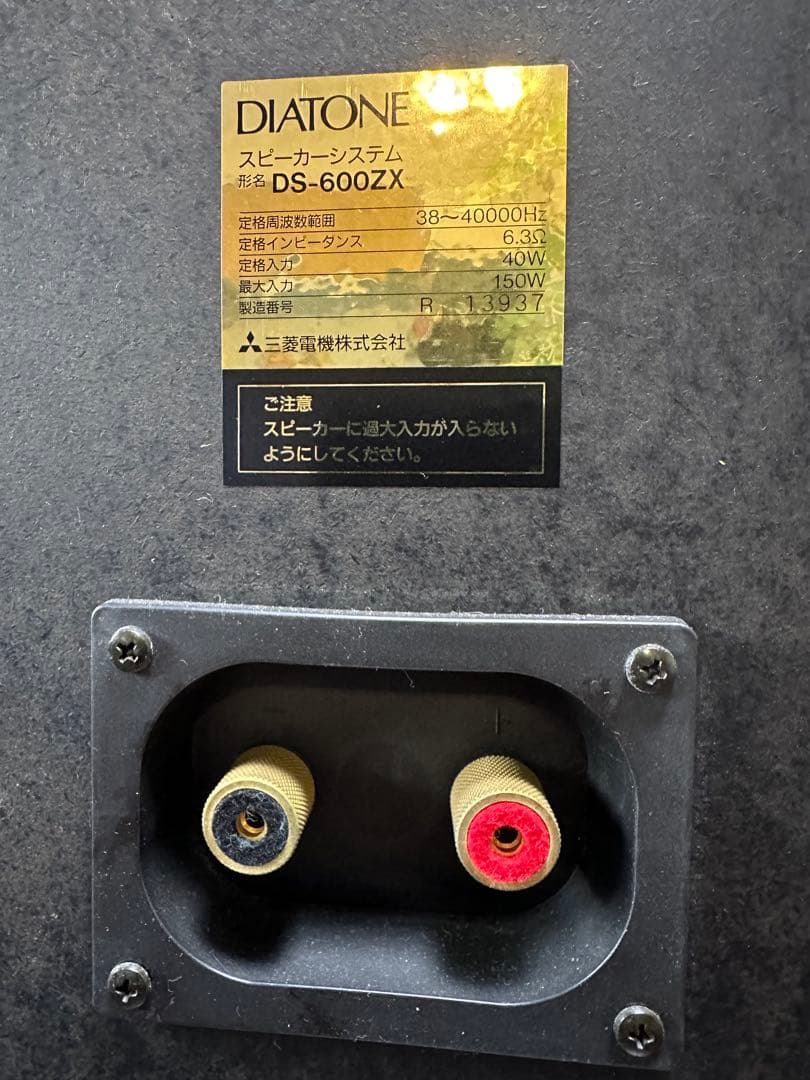 DIATONE
スピーカーシステム
形名 DS-600ZX
定格周波数範囲 38〜40000Hz
定格インピーダンス 6.3Ω
定格入力 40W
最大入力 150W
製造番号 R 13937
三菱電機株式会社
ご注意
スピーカーに過大入力が入らない
ようにしてください。